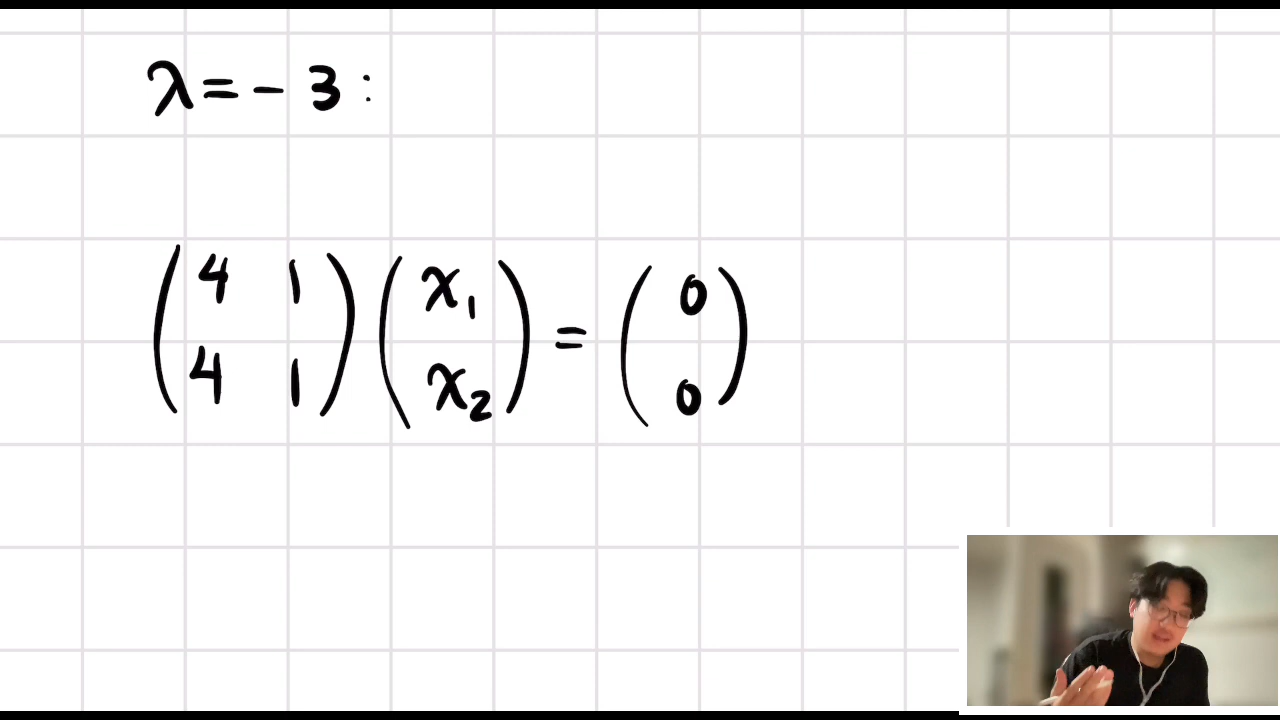 λ = - 3 :
( 4 1 ) ( x₁ ) = ( 0 )
( 4 1 ) ( x₂ ) = ( 0 )